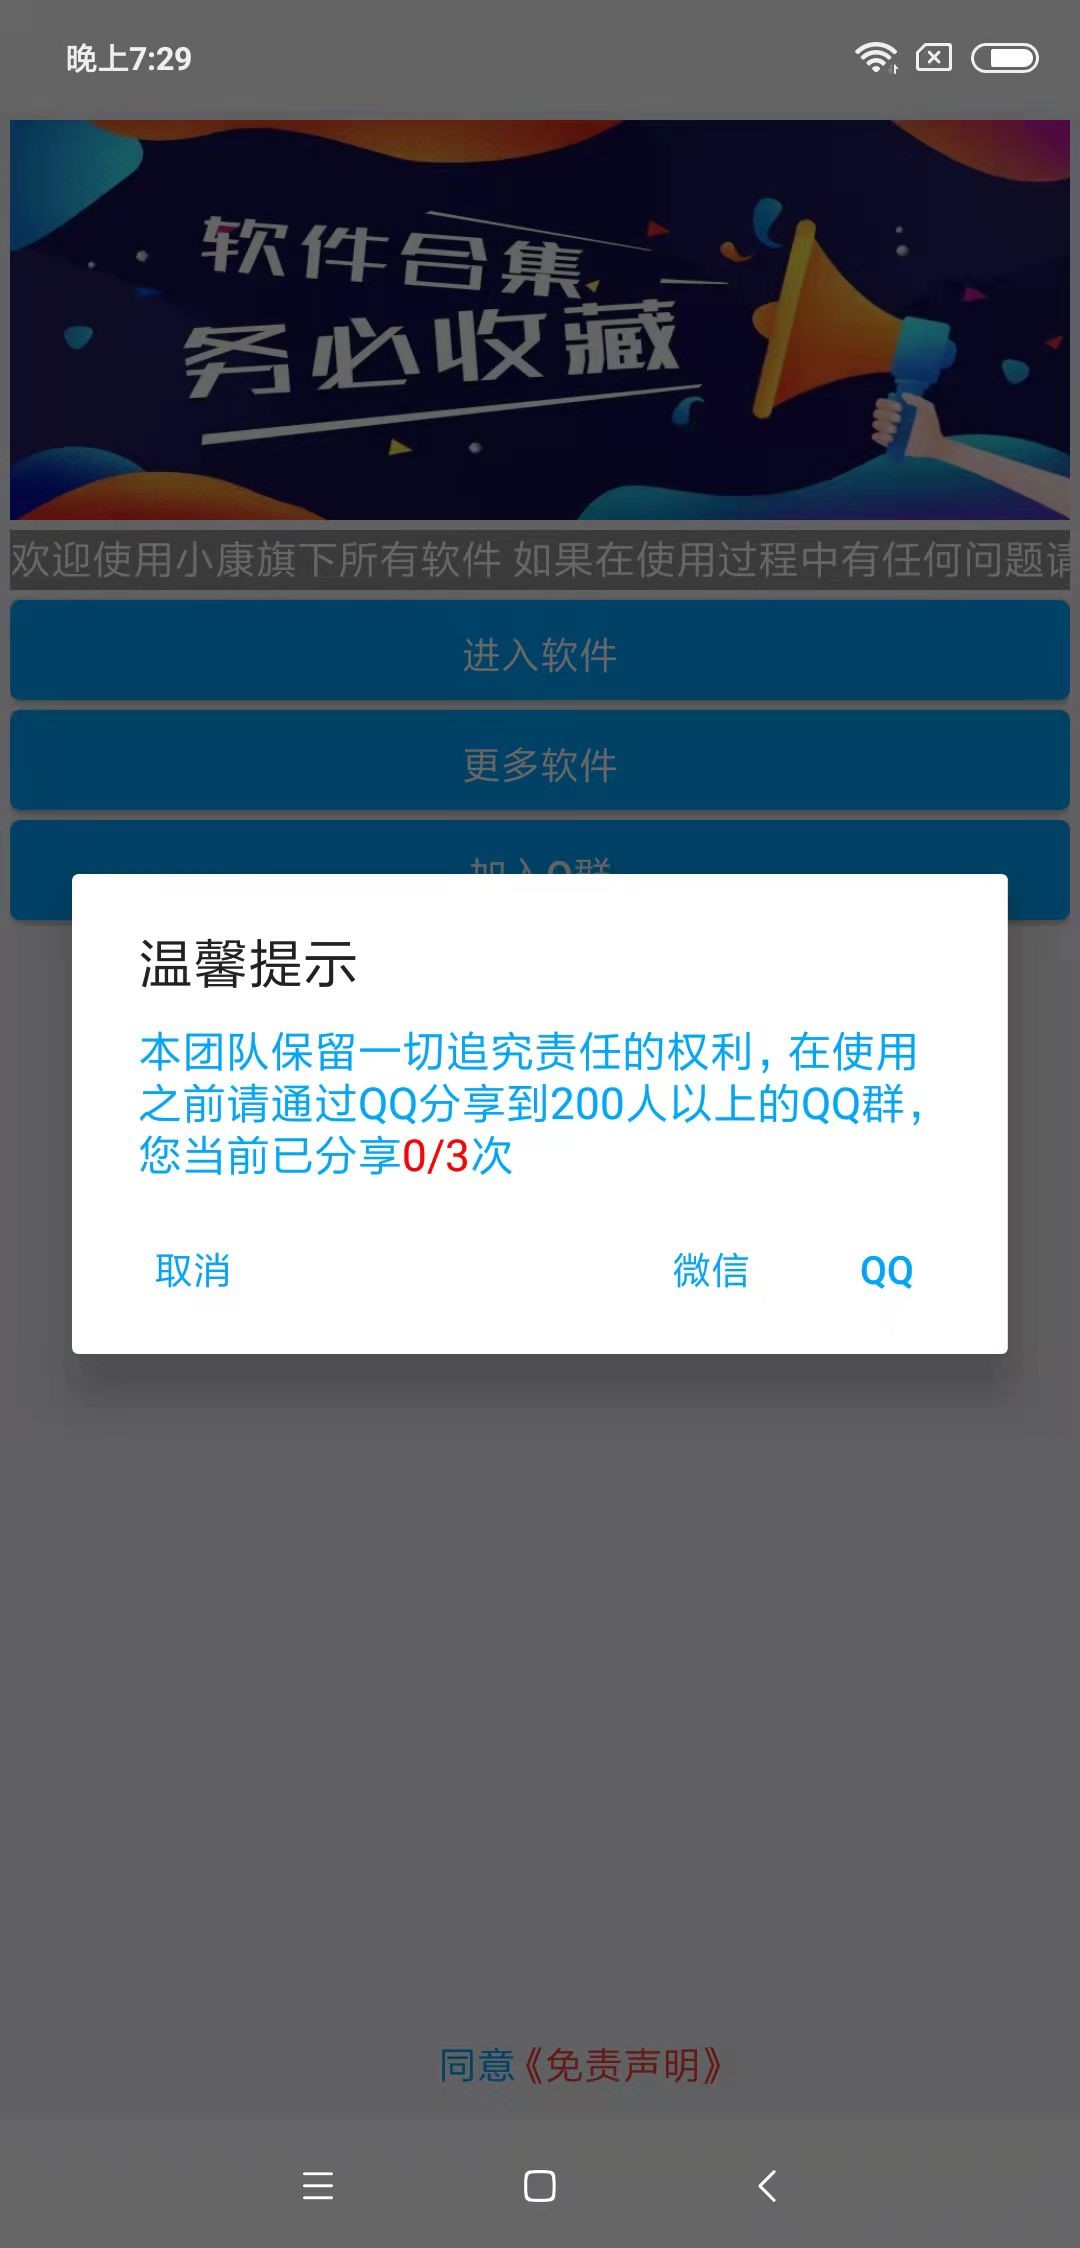 晚上7:29
软件合集
务必收藏
欢迎使用小康旗下所有软件 如果在使用过程中有任何问题请
进入软件
更多软件
加入Q群
温馨提示
本团队保留一切追究责任的权利，在使用
之前请通过QQ分享到200人以上的QQ群，
您当前已分享0/3次
取消
微信
QQ
同意《免责声明》